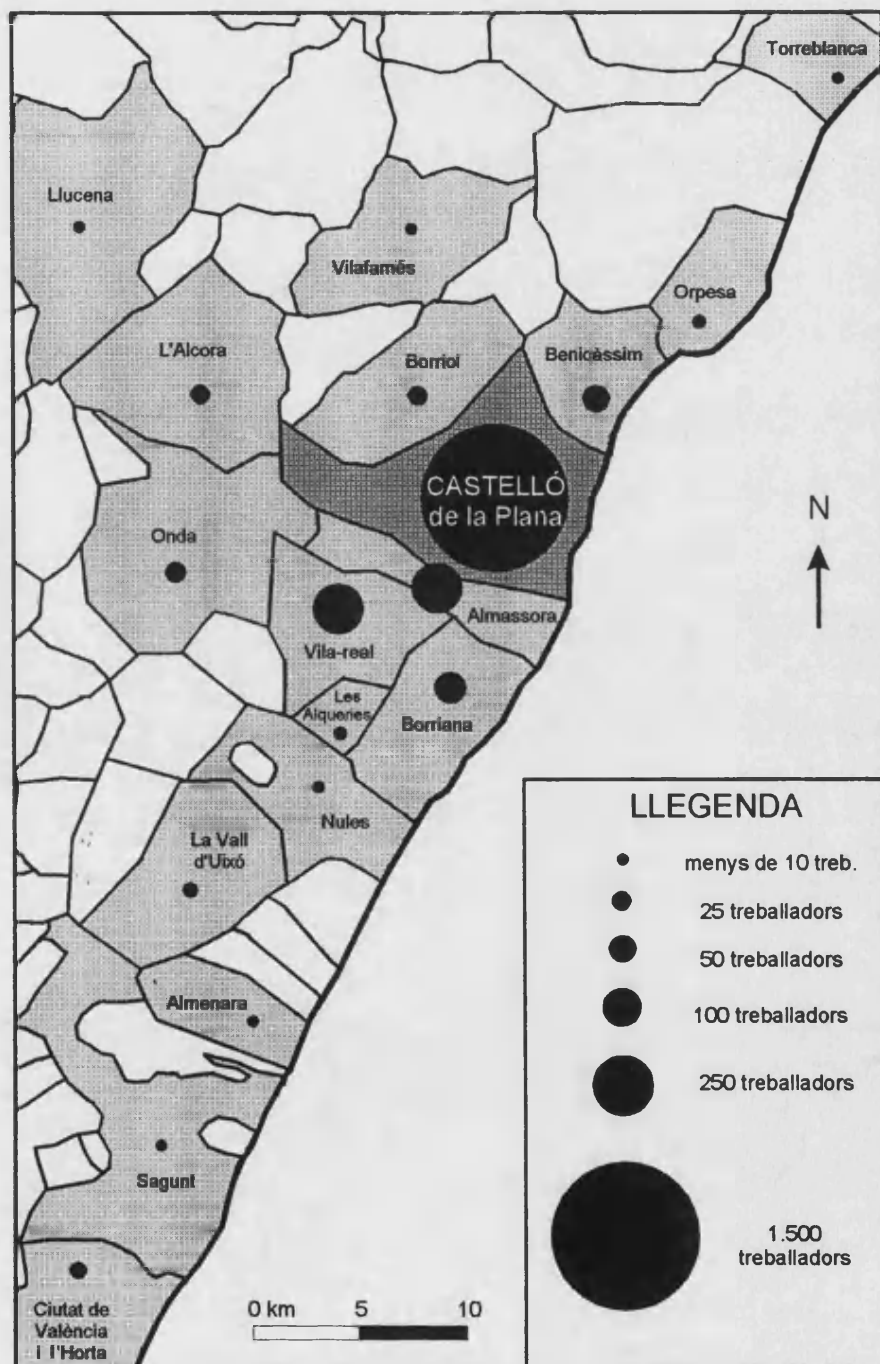 Torreblanca
Llucena
Vilafamés
Orpesa
L'Alcora
Borriol
Benicàssim
CASTELLÓ
de la Plana
N
Onda
Almassora
Vila-real
Les
Alqueries
Borriana
Nules
La Vall
d'Uixó
Almenara
Sagunt
Ciutat de
València
i l'Horta
0 km
5
10
LLEGENDA
menys de 10 treb.
25 treballadors
50 treballadors
100 treballadors
250 treballadors
1.500
treballadors